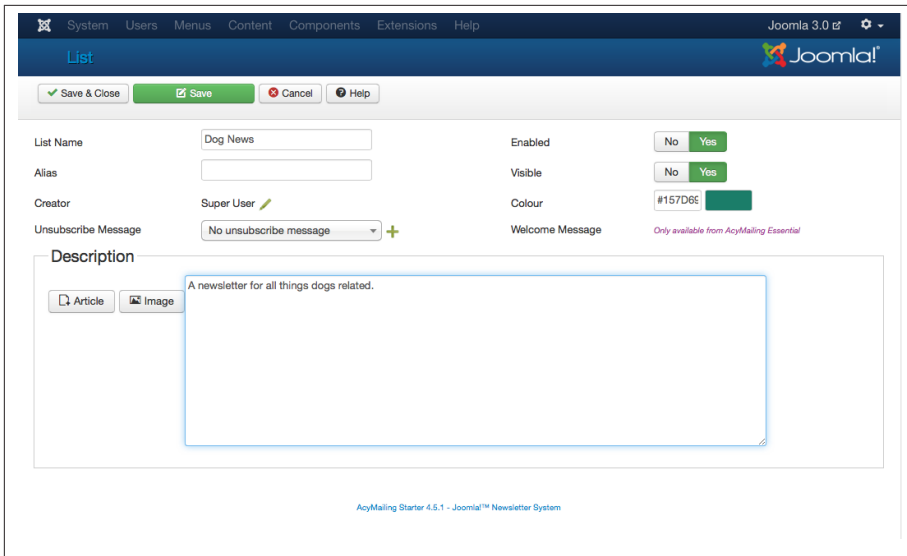 System Users Menus Content Components Extensions Help Joomla 3.0
List Joomla!®
Save & Close Save Cancel Help
List Name Dog News Enabled No Yes
Alias Visible No Yes
Creator Super User Colour #157D69
Unsubscribe Message No unsubscribe message Welcome Message Only available from AcyMailing Essential
Description
A newsletter for all things dogs related.
Article Image
AcyMailing Starter 4.5.1 - Joomla!™ Newsletter System